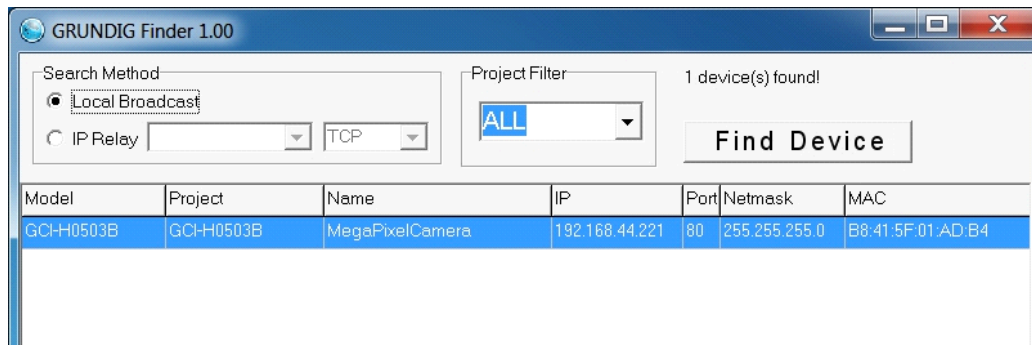 GRUNDIG Finder 1.00
Search Method
Local Broadcast
IP Relay TCP
Project Filter
ALL
1 device(s) found!
Find Device
Model Project Name IP Port Netmask MAC
GCI-H0503B GCI-H0503B MegaPixelCamera 192.168.44.221 80 255.255.255.0 B8:41:5F:01:AD:B4